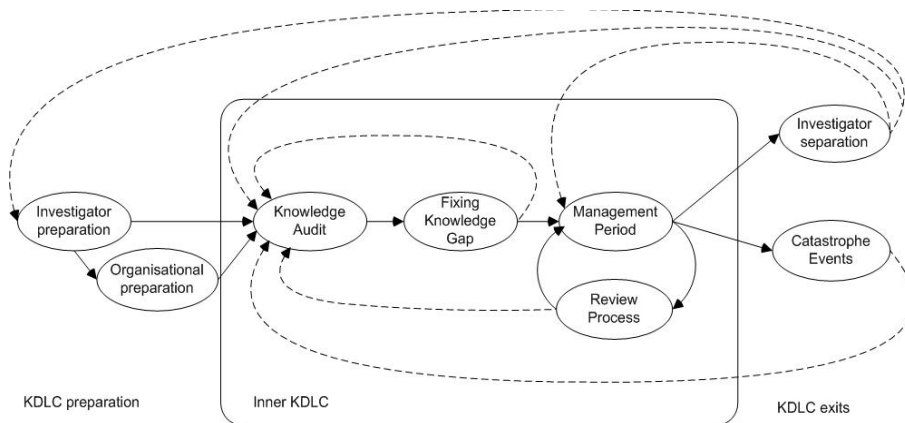 Investigator
separation
Investigator
preparation
Knowledge
Audit
Fixing
Knowledge
Gap
Management
Period
Organisational
preparation
Catastrophe
Events
Review
Process
KDLC preparation
Inner KDLC
KDLC exits